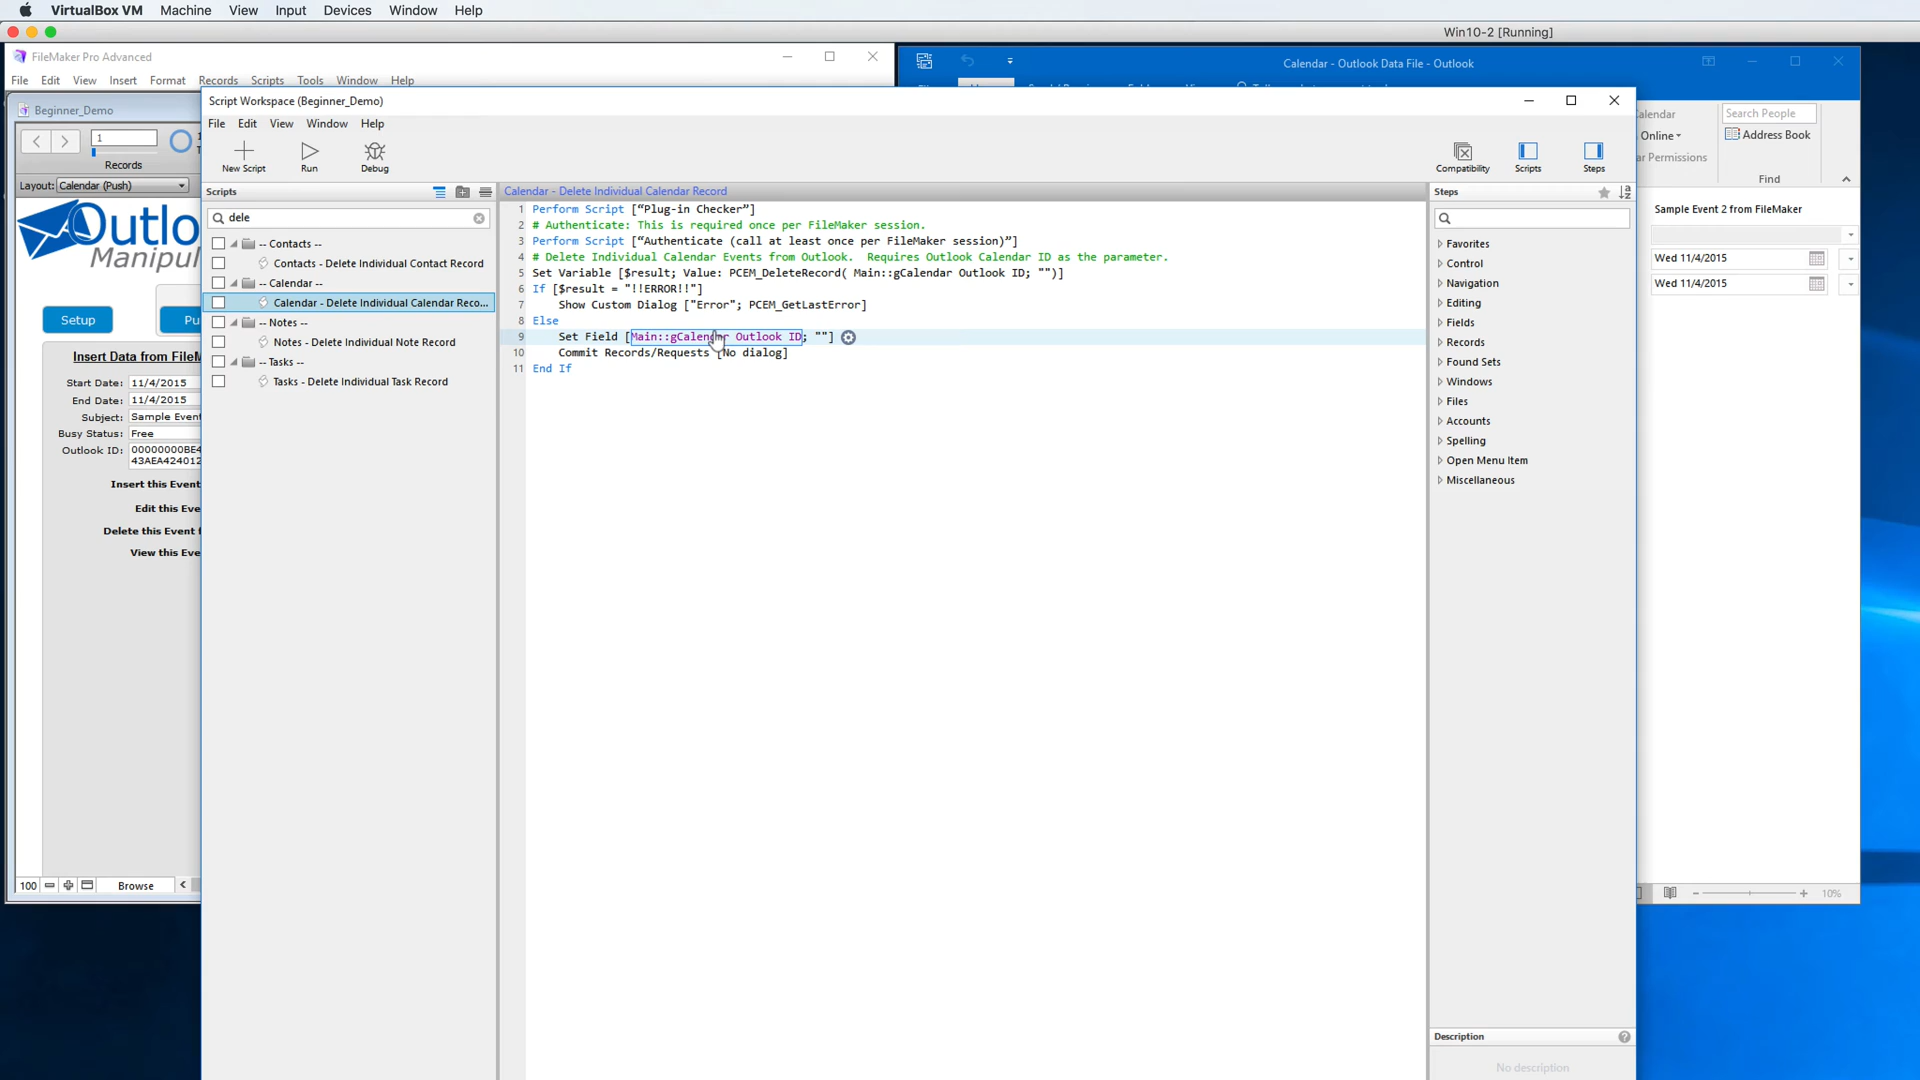 VirtualBox VM Machine View Input Devices Window Help
Win10-2 [Running]
FileMaker Pro Advanced
File Edit View Insert Format Records Scripts Tools Window Help
Calendar - Outlook Data File - Outlook
Beginner_Demo
1
Records
Layout: Calendar (Push)
Outlo
Manipul
Setup
Pu
Insert Data from FileM
Start Date: 11/4/2015
End Date: 11/4/2015
Subject: Sample Event
Busy Status: Free
Outlook ID: 00000000BE4
43AEA424012
Insert this Event
Edit this Eve
Delete this Event f
View this Eve
100
Browse
Script Workspace (Beginner_Demo)
File Edit View Window Help
New Script
Run
Debug
Compatibility
Scripts
Steps
Scripts
dele
-- Contacts --
Contacts - Delete Individual Contact Record
-- Calendar --
Calendar - Delete Individual Calendar Reco...
-- Notes --
Notes - Delete Individual Note Record
-- Tasks --
Tasks - Delete Individual Task Record
Calendar - Delete Individual Calendar Record
1 Perform Script [“Plug-in Checker”]
2 # Authenticate: This is required once per FileMaker session.
3 Perform Script [“Authenticate (call at least once per FileMaker session)”]
4 # Delete Individual Calendar Events from Outlook.  Requires Outlook Calendar ID as the parameter.
5 Set Variable [$result; Value: PCEM_DeleteRecord( Main::gCalendar Outlook ID; "")]
6 If [$result = "!!ERROR!!"]
7 Show Custom Dialog ["Error"; PCEM_GetLastError]
8 Else
9 Set Field [Main::gCalendar Outlook ID; ""]
10 Commit Records/Requests [No dialog]
11 End If
Steps
Favorites
Control
Navigation
Editing
Fields
Records
Found Sets
Windows
Files
Accounts
Spelling
Open Menu Item
Miscellaneous
Description
No description
alendar
Online
ar Permissions
Search People
Address Book
Find
Sample Event 2 from FileMaker
Wed 11/4/2015
Wed 11/4/2015
10%